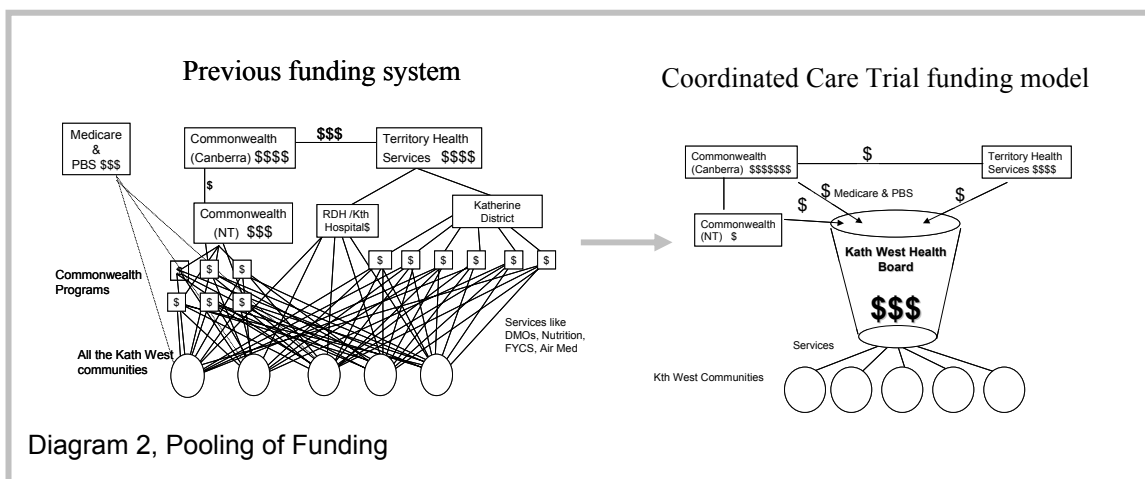 Previous funding system
Medicare
&
PBS $$$
Commonwealth
(Canberra) $$$$
$$$
Territory Health
Services $$$$
$
Commonwealth
(NT) $$$
RDH /Kth
Hospital$
Katherine
District
$ $ $ $ $ $
$ $ $
Commonwealth
Programs
$ $ $
Services like
DMOs, Nutrition,
FYCS, Air Med
All the Kath West
communities
Coordinated Care Trial funding model
Commonwealth
(Canberra) $$$$$$$
$
Territory Health
Services $$$$
$ Medicare & PBS
$
$
Commonwealth
(NT) $
Kath West Health
Board
$$$
Services
Kth West Communities
Diagram 2, Pooling of Funding